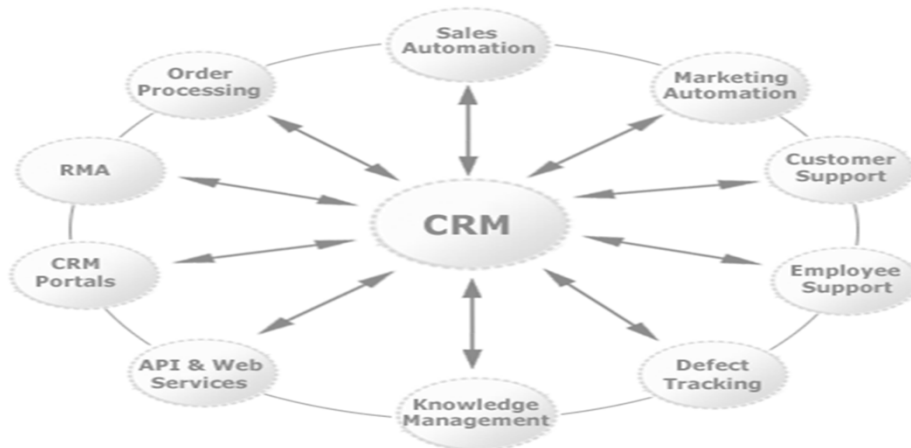 Sales
Automation
Marketing
Automation
Customer
Support
Employee
Support
Defect
Tracking
Knowledge
Management
API & Web
Services
CRM
Portals
RMA
Order
Processing
CRM